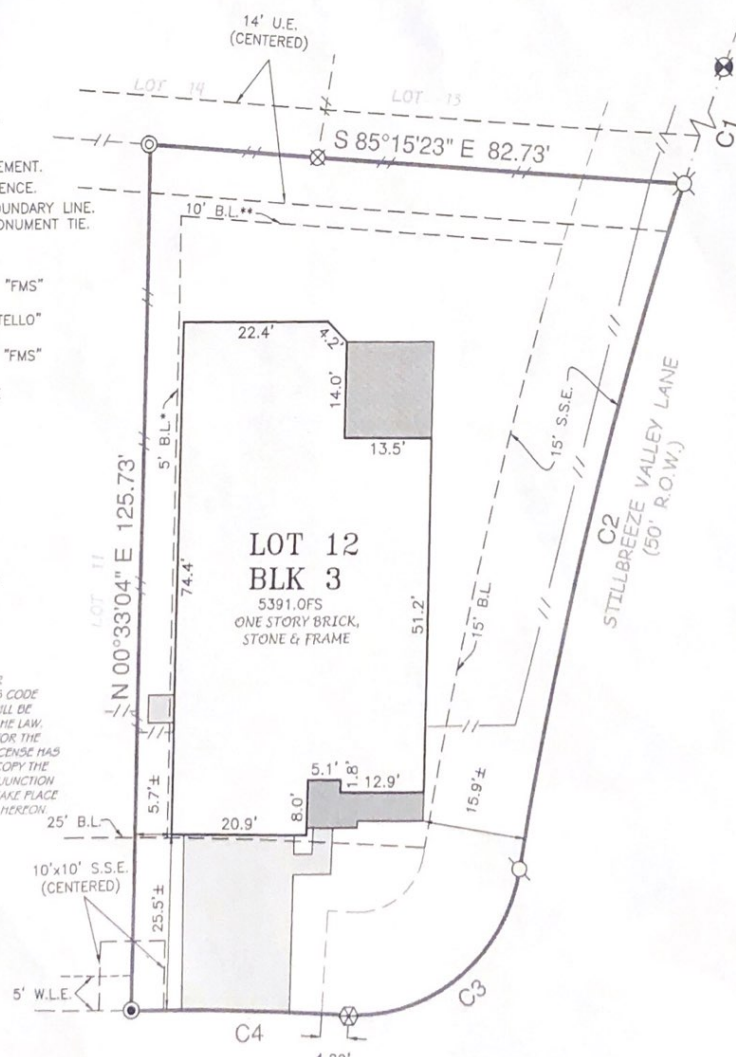 14' U.E.
(CENTERED)
LOT 14
LOT 13
C1
S 85°15'23" E 82.73'
EMENT.
ENCE.
OUNDARY LINE.
ONUMENT TIE.
10' B.L.**
"FMS"
TELLO"
"FMS"
22.4'
4.2'
14.0'
13.5'
5' B.L.*
15' S.S.E.
N 00°33'04" E 125.73'
LOT 11
74.4'
LOT 12
BLK 3
5391.0FS
ONE STORY BRICK,
STONE & FRAME
51.2'
15' B.L.
C2
STILLBREEZE VALLEY LANE
(50' R.O.W.)
CODE
LL BE
HE LAW.
OR THE
CENSE HAS
COPY THE
JUNCTION
AKE PLACE
HEREON.
5.7'±
5.1'
1.8'
12.9'
8.0'
20.9'
15.9'±
25' B.L.
10'x10' S.S.E.
(CENTERED)
25.5'±
5' W.L.E.
C4
C3